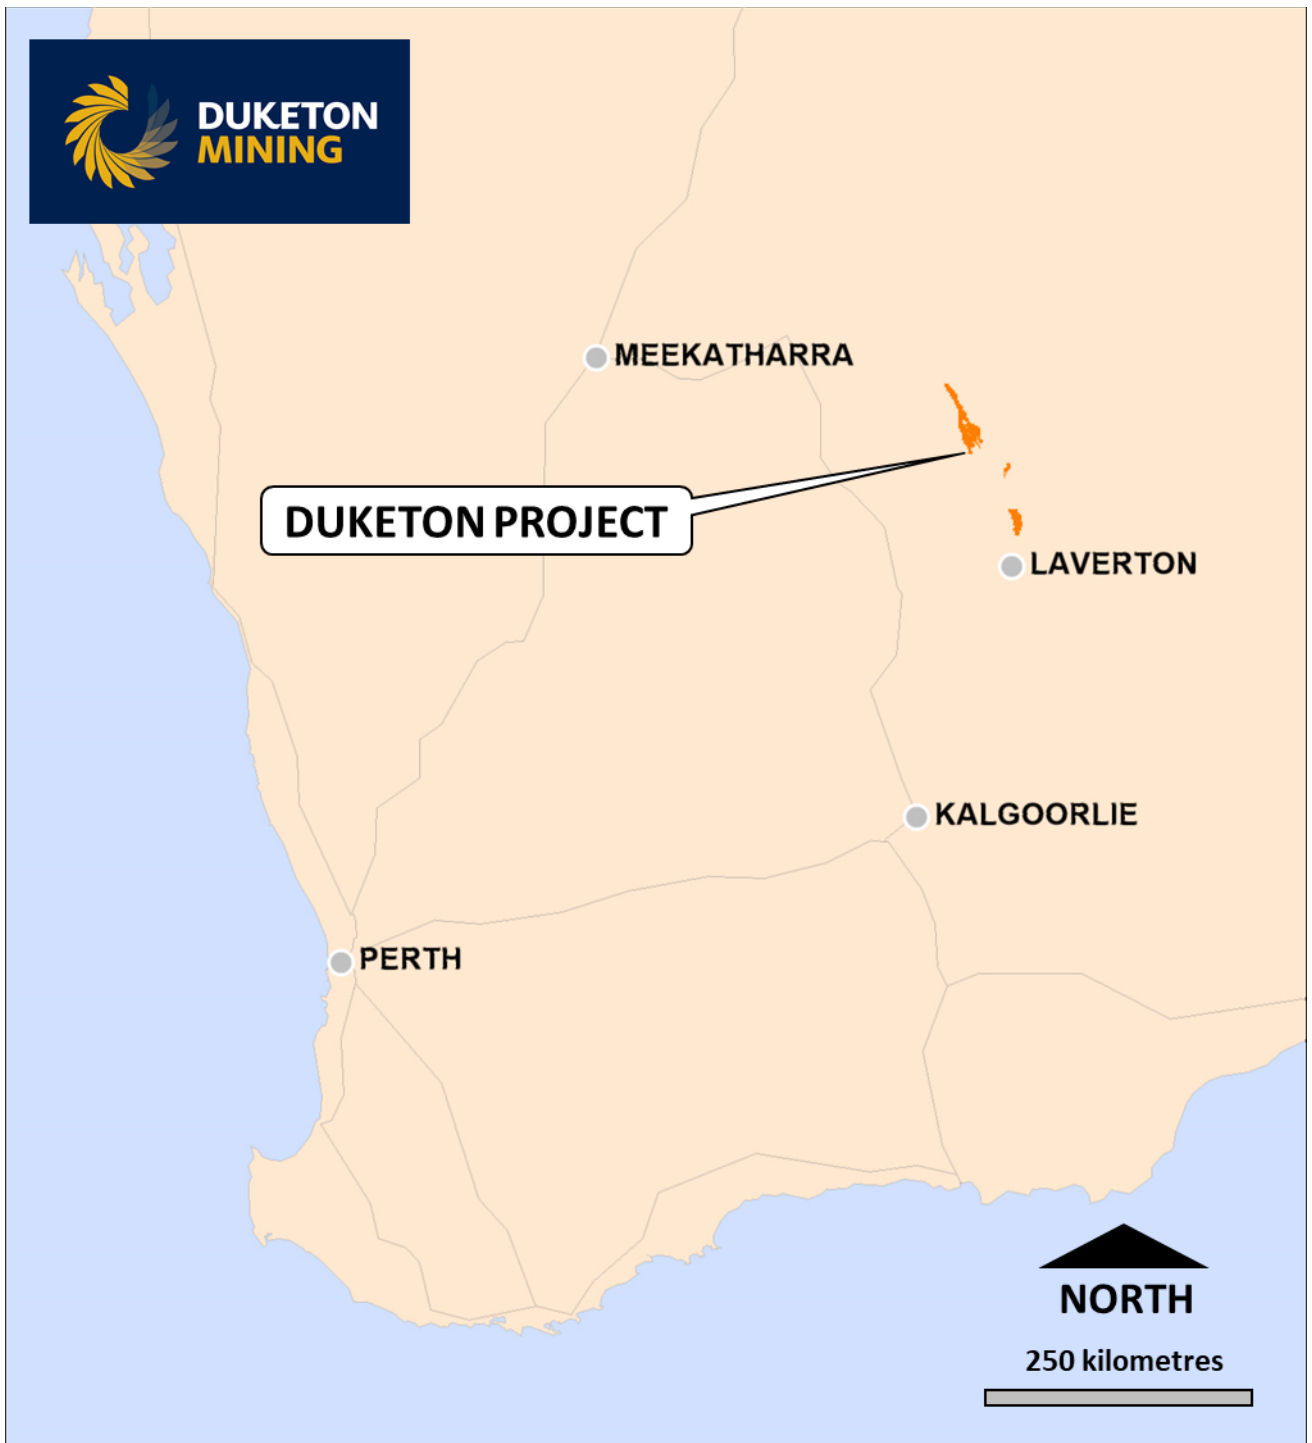 DUKETON
MINING
MEEKATHARRA
DUKETON PROJECT
LAVERTON
KALGOORLIE
PERTH
NORTH
250 kilometres